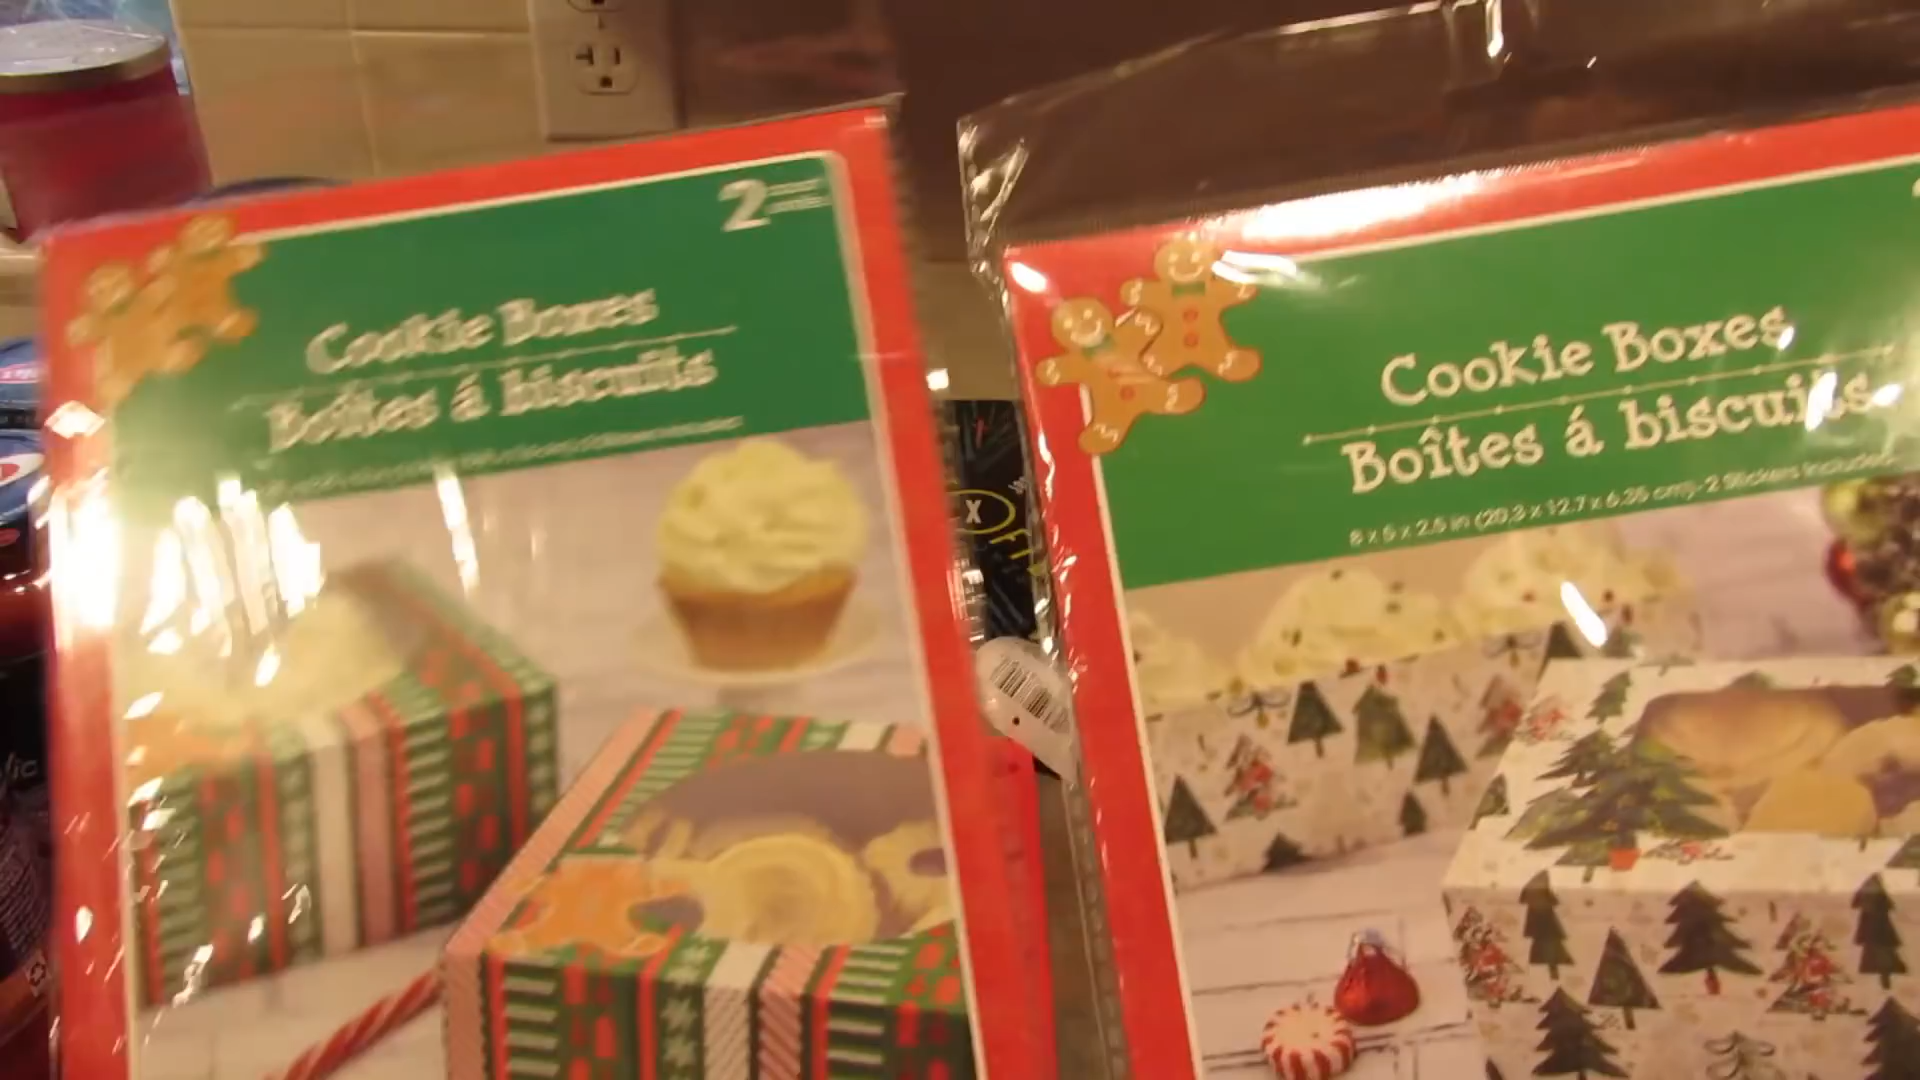 2
Cookie Boxes
Boîtes á biscuits
Cookie Boxes
Boîtes á biscuits
8 x 5 x 2.5 in (20.3 x 12.7 x 6.35 cm)- 2 Stickers Included
X